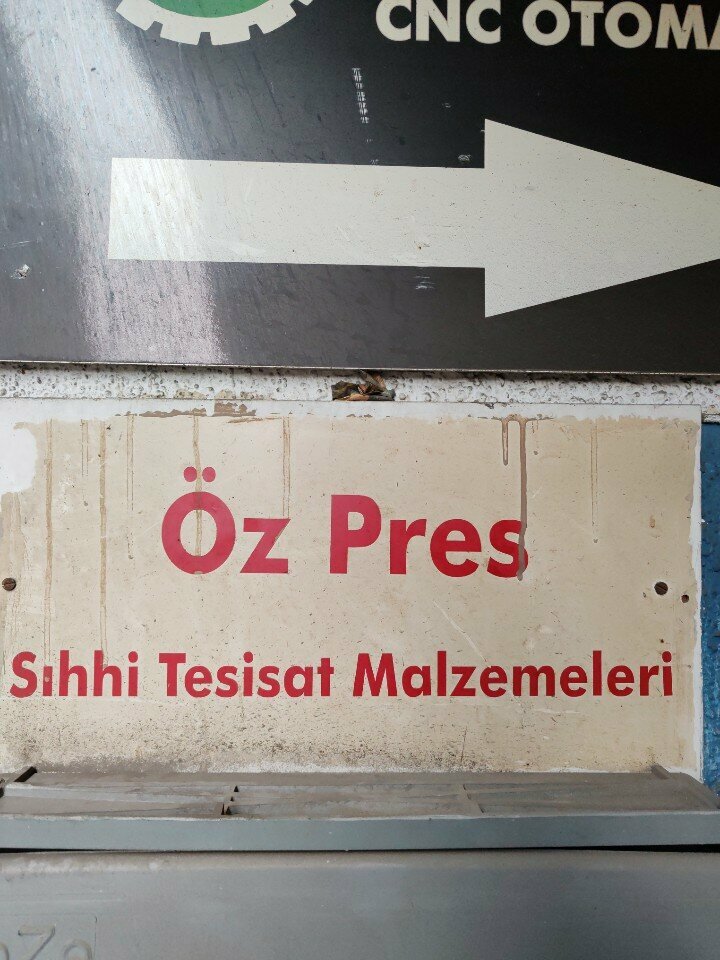 CNC OTOMA
Öz Pres
Sıhhi Tesisat Malzemeleri